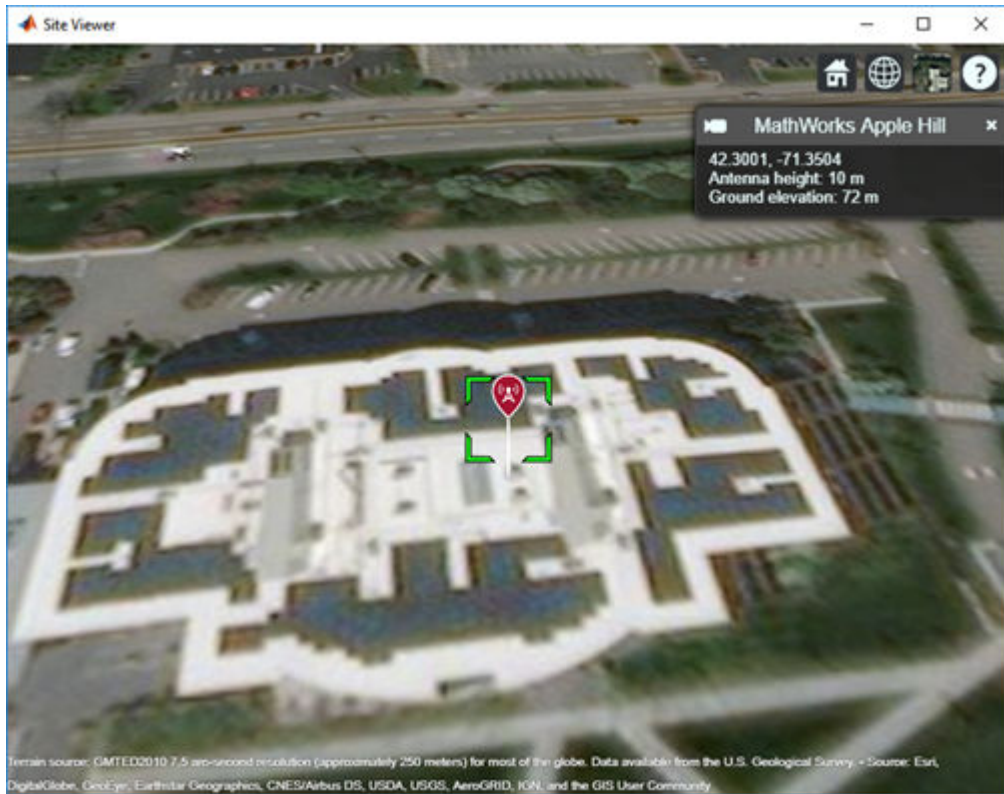 Site Viewer
MathWorks Apple Hill
42.3001, -71.3504
Antenna height: 10 m
Ground elevation: 72 m
Terrain source: GMTED2010 7.5 arc-second resolution (approximately 250 meters) for most of the globe. Data available from the U.S. Geological Survey. • Source: Esri,
DigitalGlobe, GeoEye, Earthstar Geographics, CNES/Airbus DS, USDA, USGS, AeroGRID, IGN, and the GIS User Community